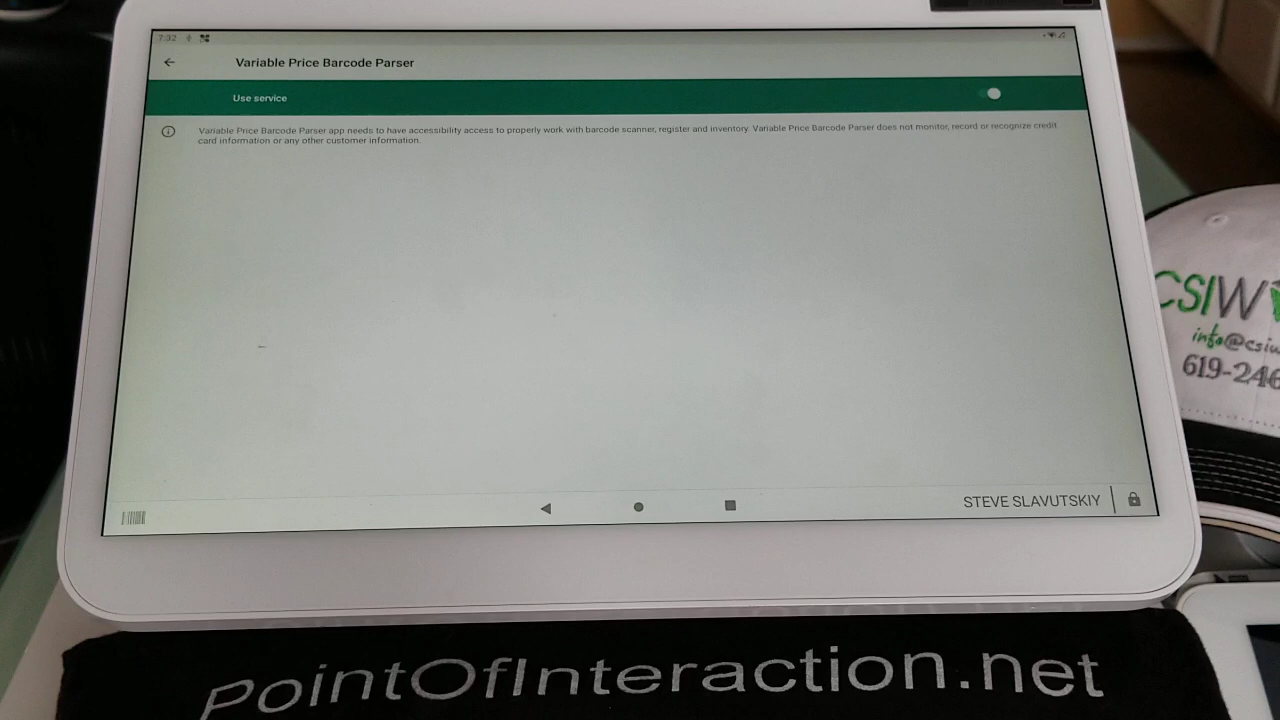 7:32
Variable Price Barcode Parser
Use service
Variable Price Barcode Parser app needs to have accessibility access to properly work with barcode scanner, register and inventory. Variable Price Barcode Parser does not monitor, record or recognize credit
card information or any other customer information.
STEVE SLAVUTSKIY
CSIW
info@csiw
619-246
PointOfInteraction.net